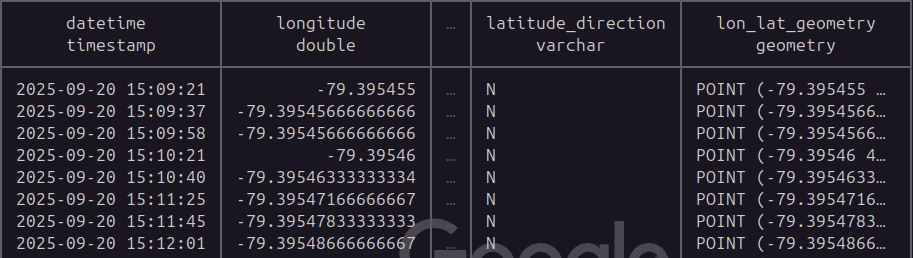 datetime longitude … latitude_direction lon_lat_geometry
timestamp double varchar geometry
2025-09-20 15:09:21 -79.395455 … N POINT (-79.395455 …
2025-09-20 15:09:37 -79.39545666666666 … N POINT (-79.3954566…
2025-09-20 15:09:58 -79.39545666666666 … N POINT (-79.3954566…
2025-09-20 15:10:21 -79.39546 … N POINT (-79.39546 4…
2025-09-20 15:10:40 -79.39546333333334 … N POINT (-79.3954633…
2025-09-20 15:11:25 -79.39547166666667 … N POINT (-79.3954716…
2025-09-20 15:11:45 -79.39547833333333 … N POINT (-79.3954783…
2025-09-20 15:12:01 -79.39548666666667 … N POINT (-79.3954866…
Google